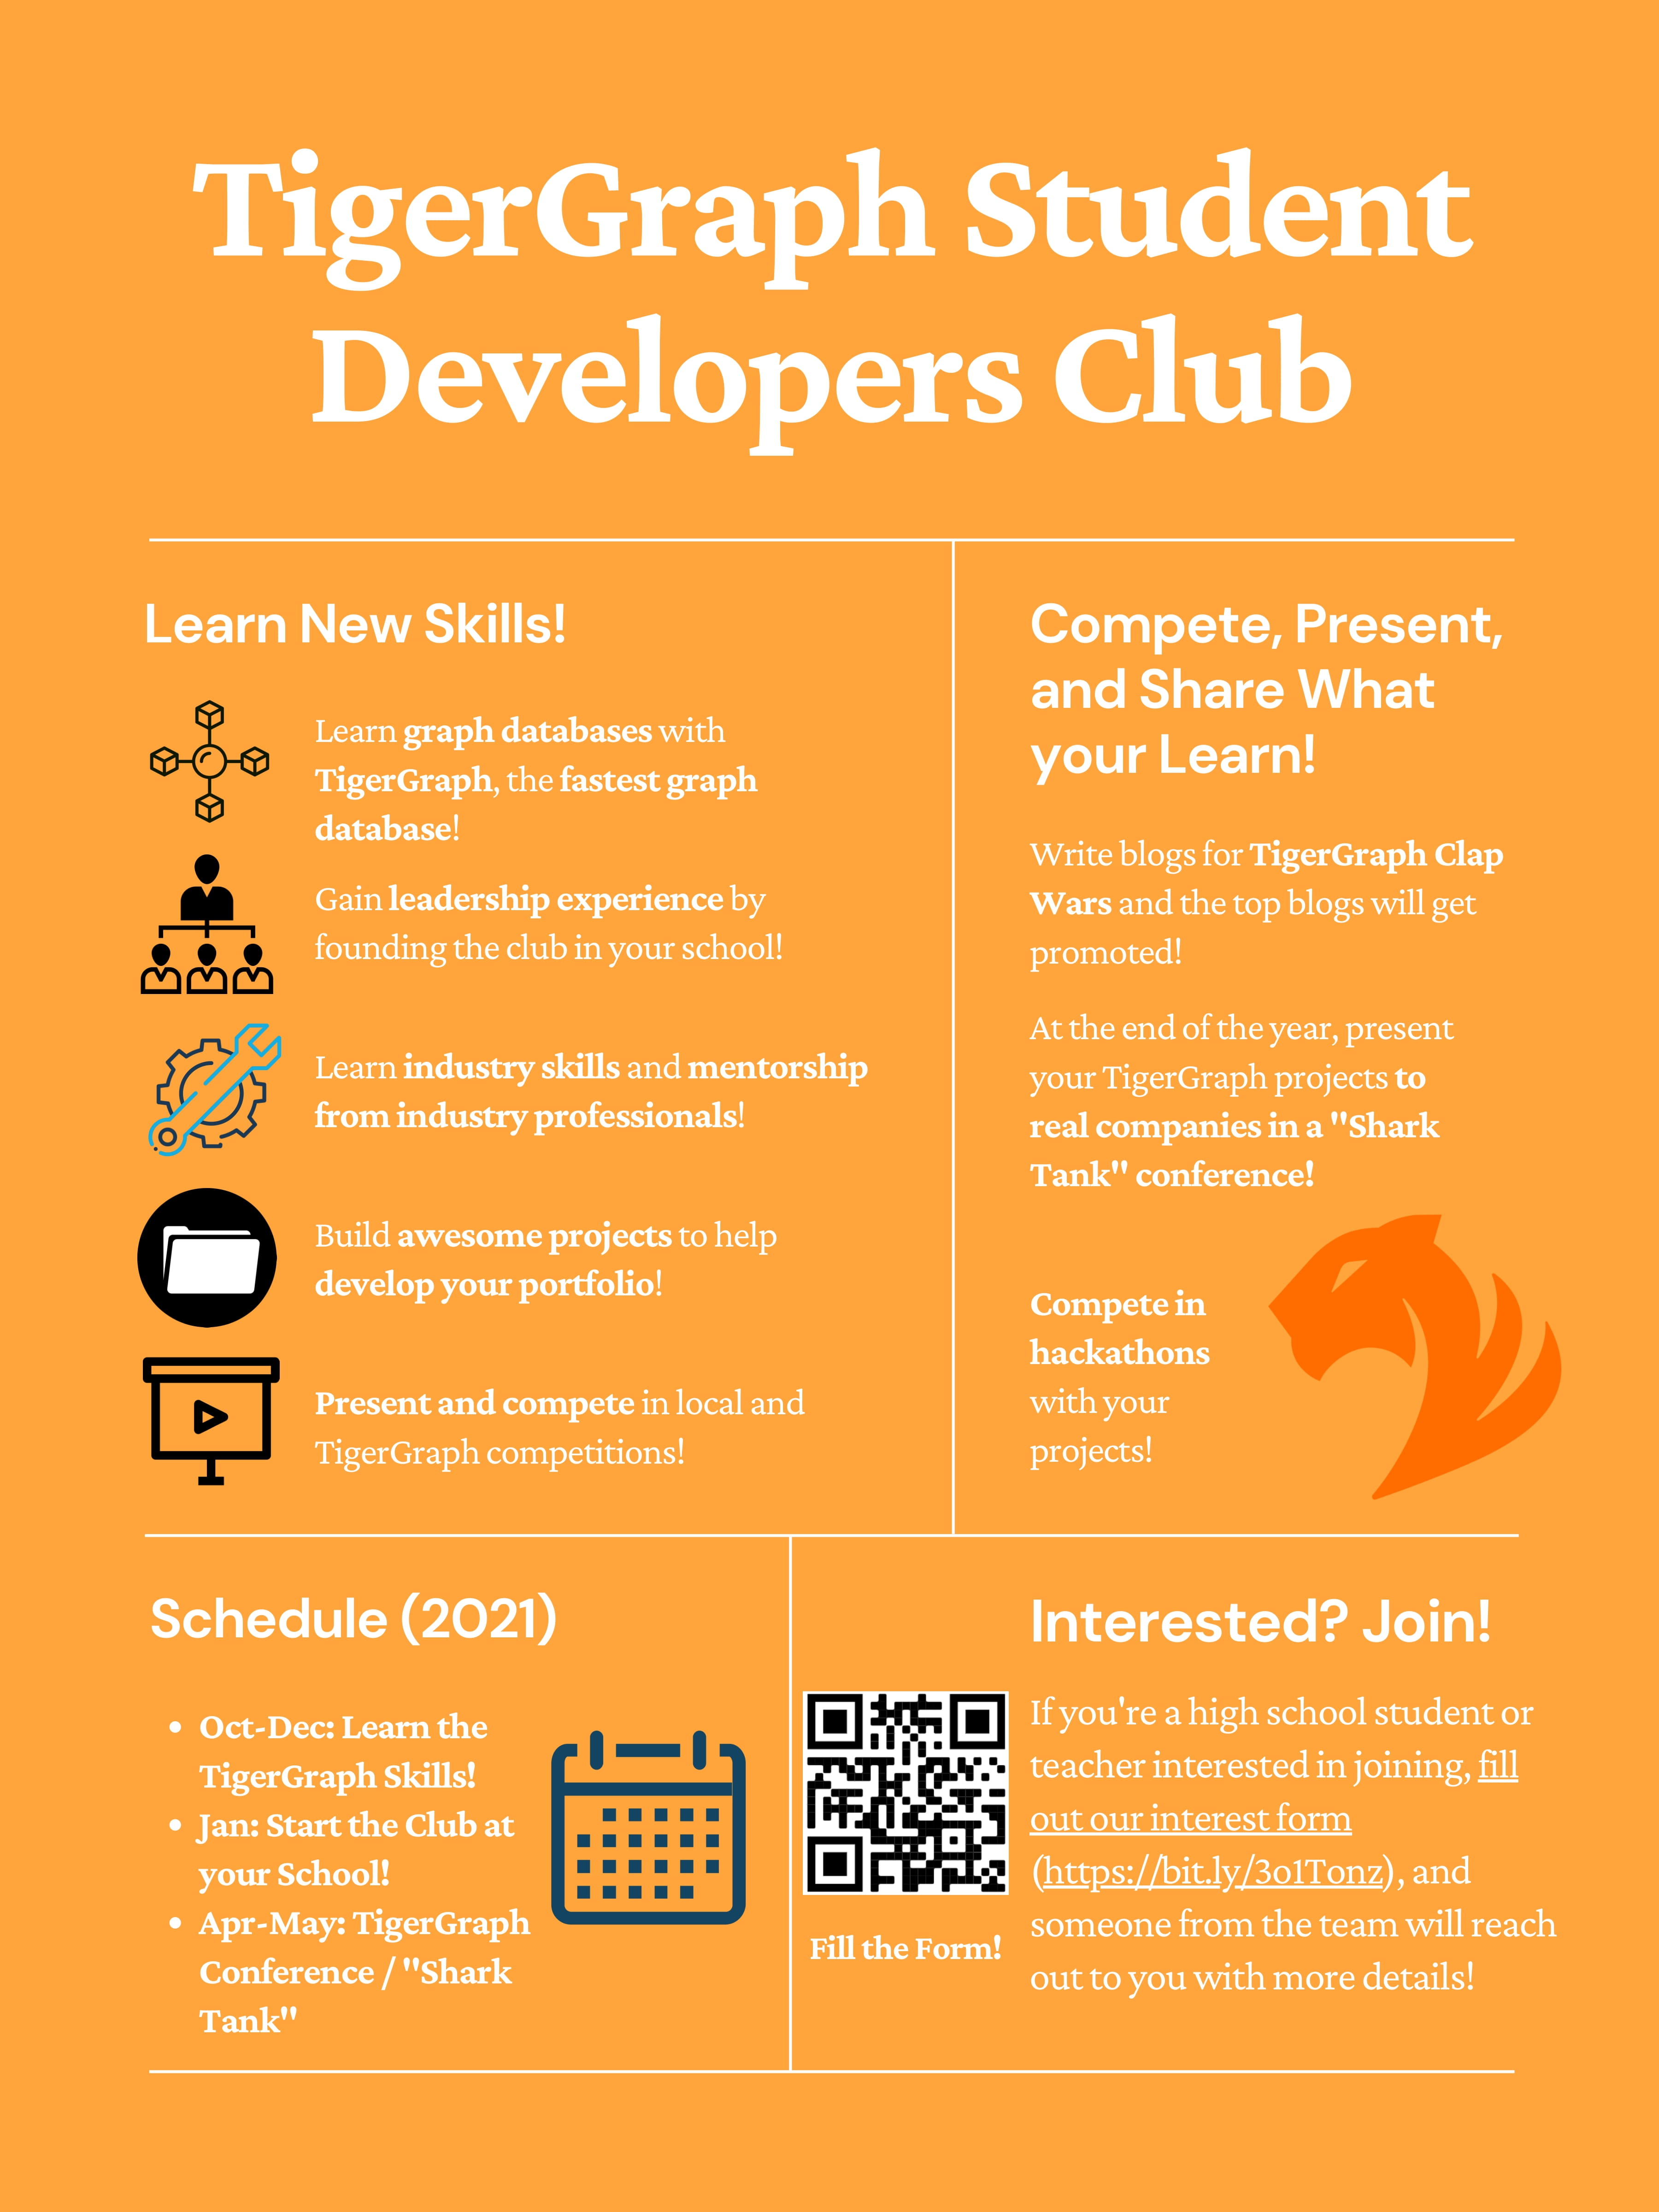 TigerGraph Student
Developers Club
Learn New Skills!
Learn graph databases with
TigerGraph, the fastest graph
database!
Gain leadership experience by
founding the club in your school!
Learn industry skills and mentorship
from industry professionals!
Build awesome projects to help
develop your portfolio!
Present and compete in local and
TigerGraph competitions!
Compete, Present,
and Share What
your Learn!
Write blogs for TigerGraph Clap
Wars and the top blogs will get
promoted!
At the end of the year, present
your TigerGraph projects to
real companies in a "Shark
Tank" conference!
Compete in
hackathons
with your
projects!
Schedule (2021)
• Oct-Dec: Learn the
TigerGraph Skills!
• Jan: Start the Club at
your School!
• Apr-May: TigerGraph
Conference / "Shark
Tank"
Fill the Form!
Interested? Join!
If you're a high school student or
teacher interested in joining, fill
out our interest form
(https://bit.ly/3o1Tonz), and
someone from the team will reach
out to you with more details!